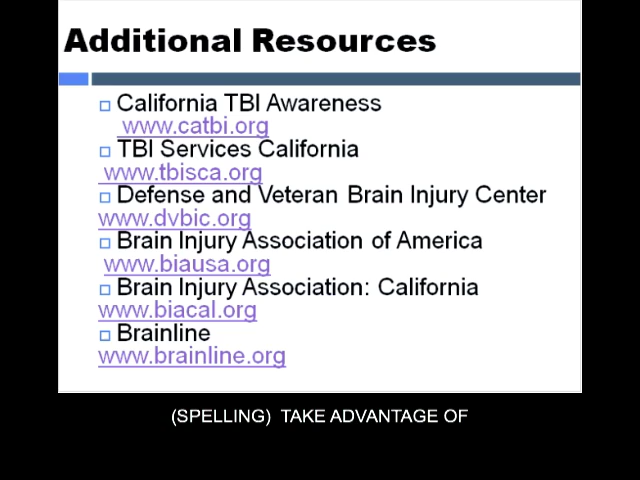 Additional Resources
California TBI Awareness
www.catbi.org
TBI Services California
www.tbisca.org
Defense and Veteran Brain Injury Center
www.dvbic.org
Brain Injury Association of America
www.biausa.org
Brain Injury Association: California
www.biacal.org
Brainline
www.brainline.org
(SPELLING) TAKE ADVANTAGE OF